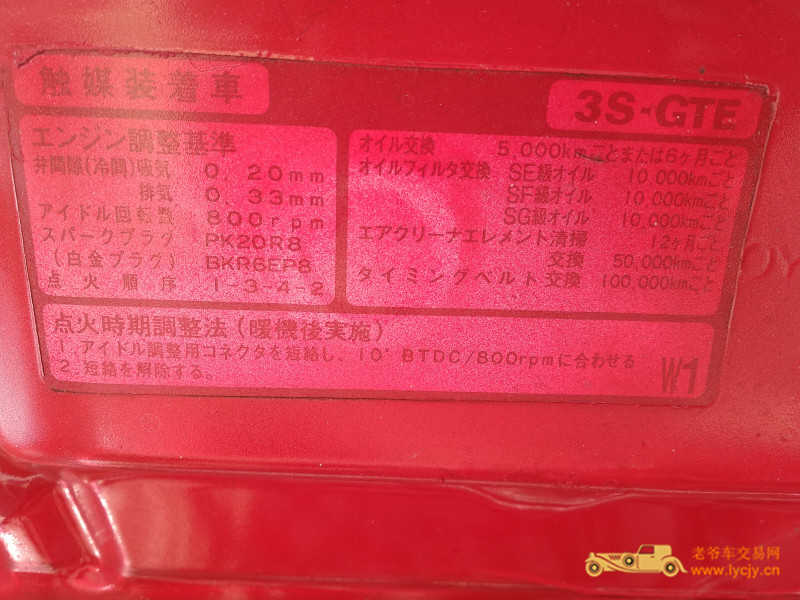 触媒装着車
3S-GTE
エンジン調整基準
弁間隙(冷間)吸気 0.20mm
排気 0.33mm
アイドル回転数 800rpm
スパークプラグ PK20R8
(白金プラグ) BKR6EP8
点火順序 1-3-4-2
オイル交換 5,000kmごとまたは6ヶ月ごと
オイルフィルタ交換 SE級オイル 10,000kmごと
SF級オイル 10,000kmごと
SG級オイル 10,000kmごと
エアクリーナエレメント清掃 12ヶ月ごと
交換 50,000kmごと
タイミングベルト交換 100,000kmごと
点火時期調整法(暖機後実施)
1.アイドル調整用コネクタを短絡し、10°BTDC/800rpmに合わせる
2.短絡を解除する。
W1
OY
老爷车交易网
www.lycjy.cn